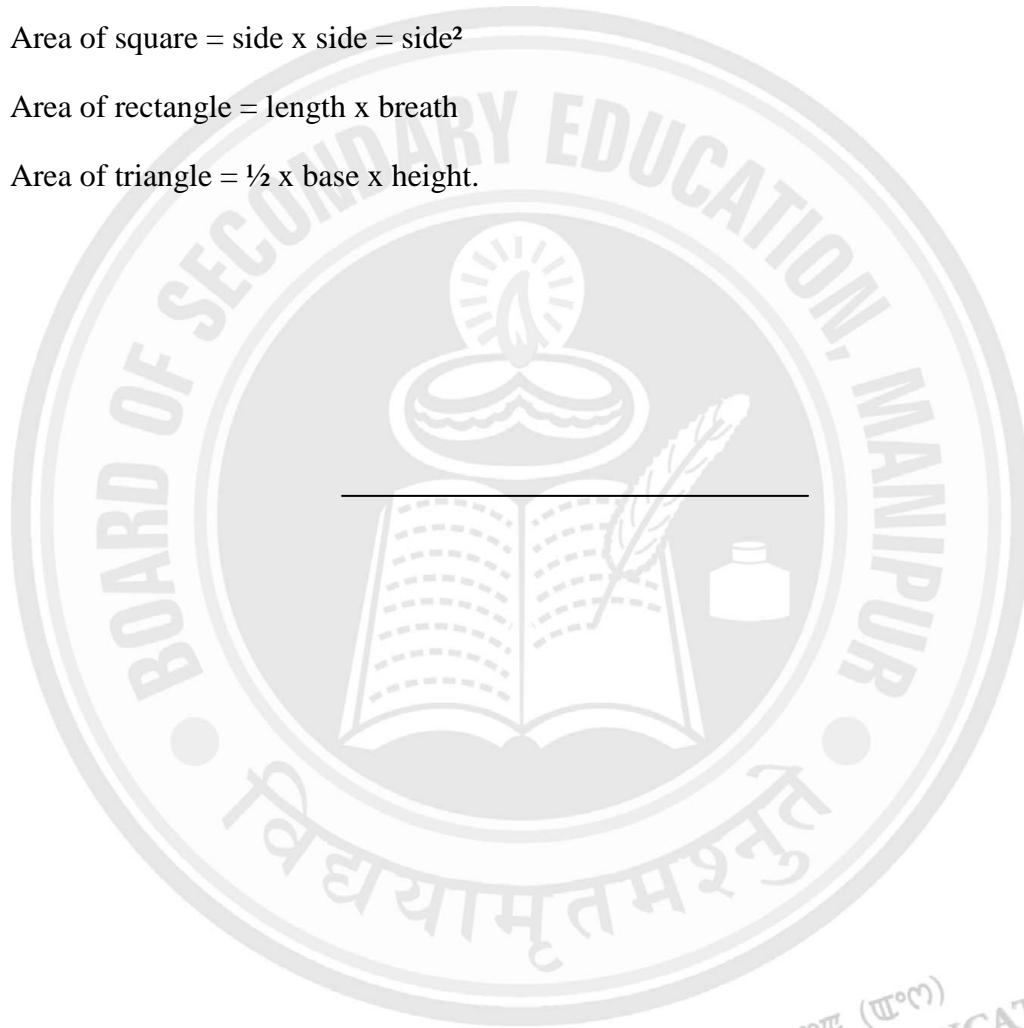 Area of square = side x side = side²
Area of rectangle = length x breath
Area of triangle = ½ x base x height.
BOARD OF SECONDARY EDUCATION, MANIPUR
विद्ययामृतमश्नुते